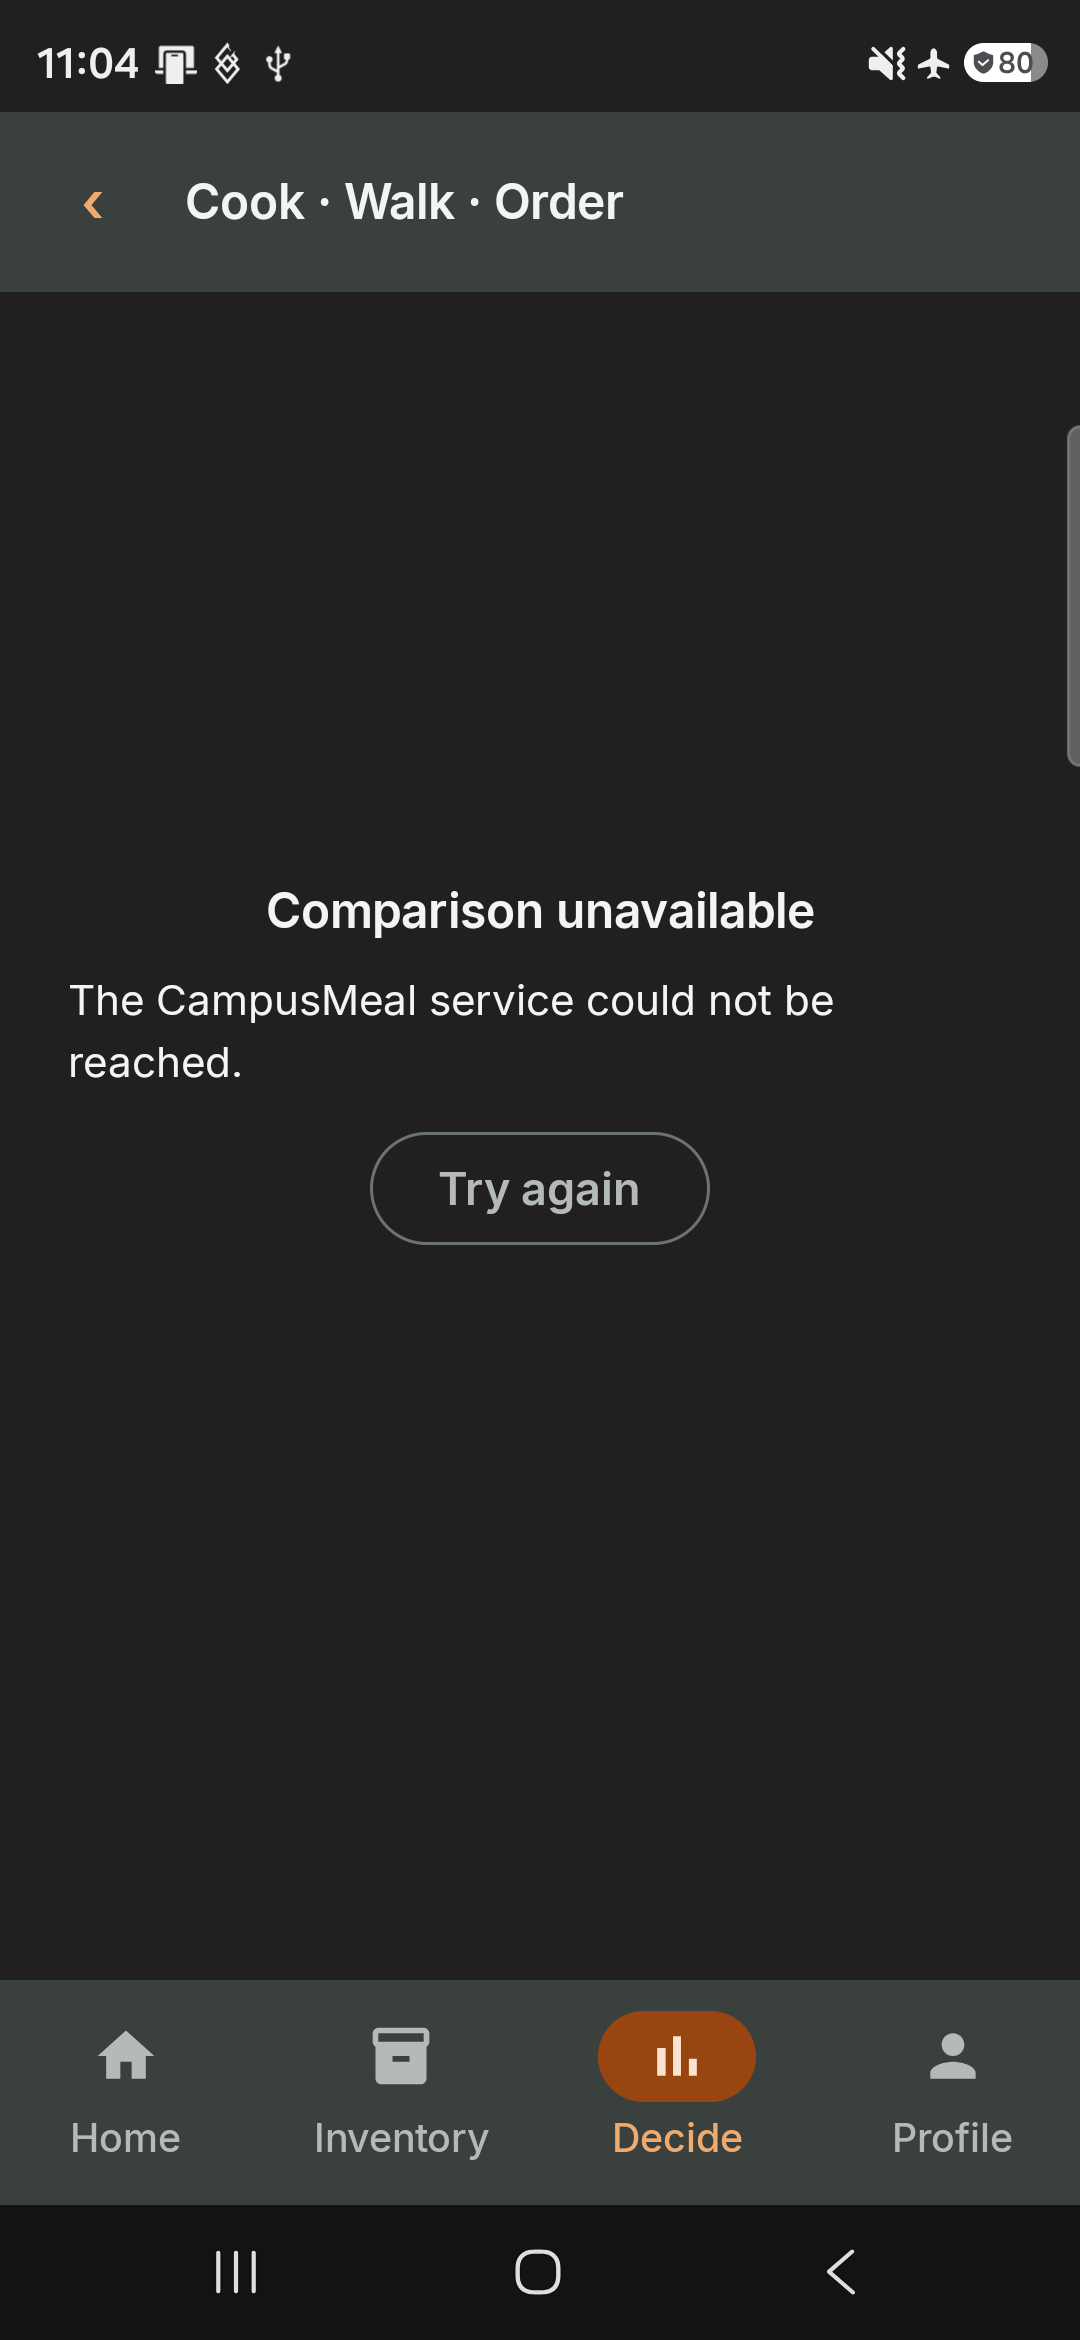 11:04
80
‹ Cook · Walk · Order
Comparison unavailable
The CampusMeal service could not be
reached.
Try again
Home Inventory Decide Profile